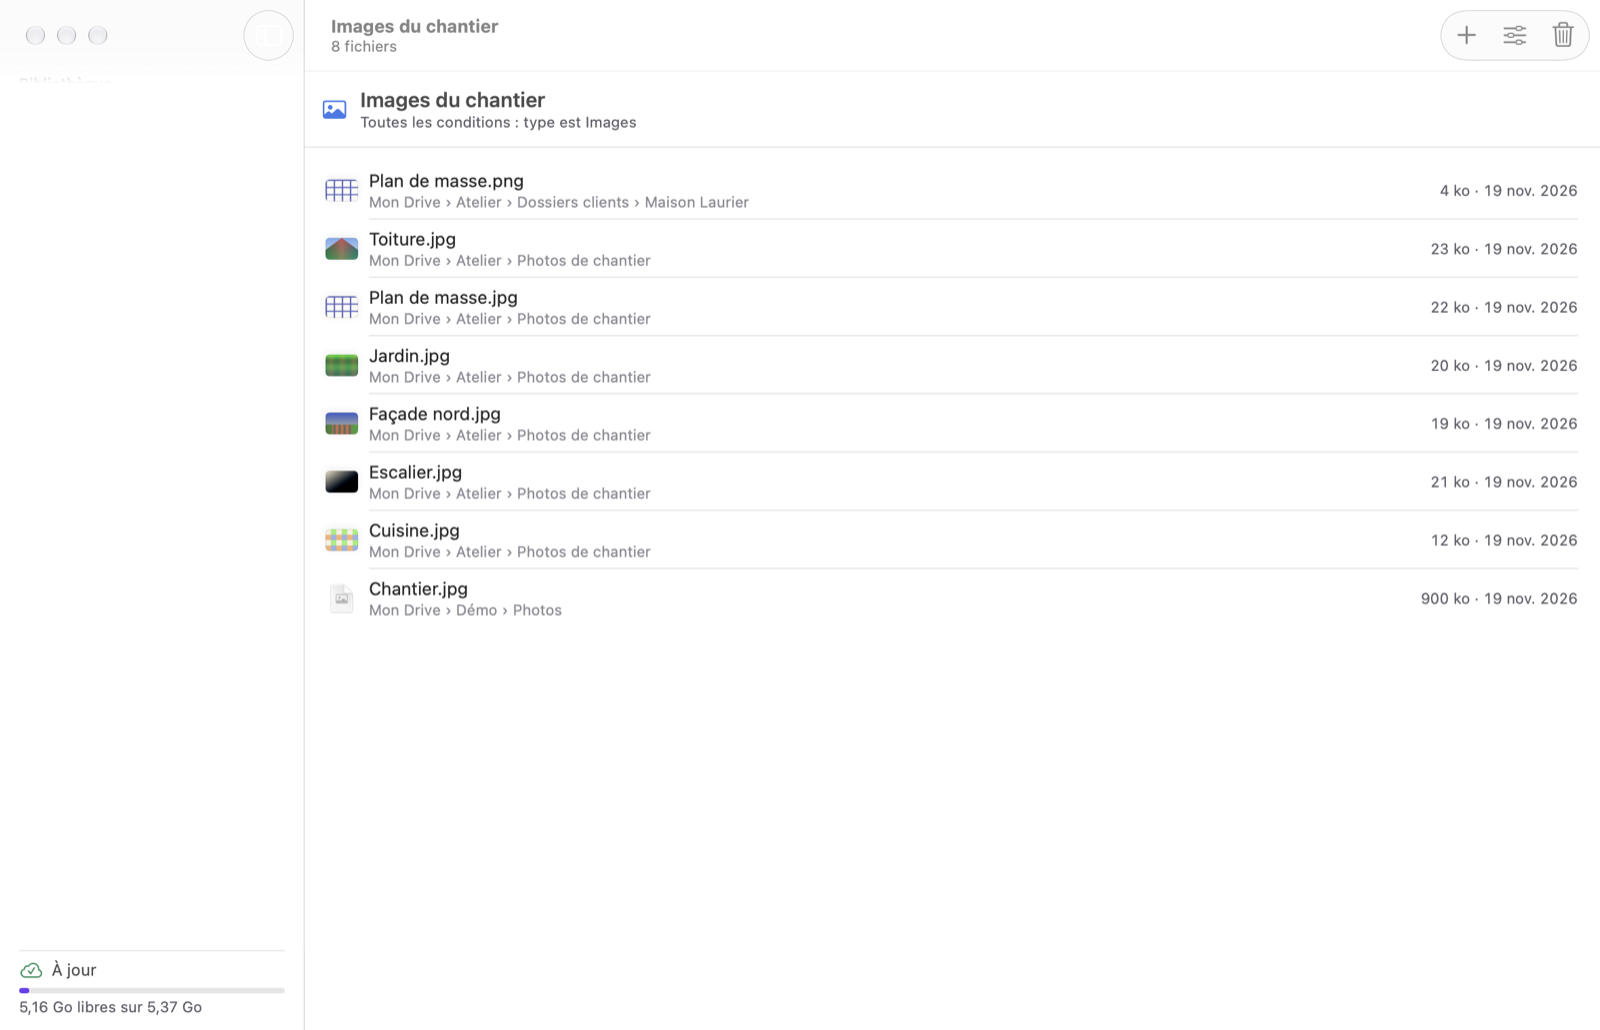 Images du chantier
8 fichiers
Images du chantier
Toutes les conditions : type est Images
Plan de masse.png
Mon Drive › Atelier › Dossiers clients › Maison Laurier
4 ko · 19 nov. 2026
Toiture.jpg
Mon Drive › Atelier › Photos de chantier
23 ko · 19 nov. 2026
Plan de masse.jpg
Mon Drive › Atelier › Photos de chantier
22 ko · 19 nov. 2026
Jardin.jpg
Mon Drive › Atelier › Photos de chantier
20 ko · 19 nov. 2026
Façade nord.jpg
Mon Drive › Atelier › Photos de chantier
19 ko · 19 nov. 2026
Escalier.jpg
Mon Drive › Atelier › Photos de chantier
21 ko · 19 nov. 2026
Cuisine.jpg
Mon Drive › Atelier › Photos de chantier
12 ko · 19 nov. 2026
Chantier.jpg
Mon Drive › Démo › Photos
900 ko · 19 nov. 2026
À jour
5,16 Go libres sur 5,37 Go